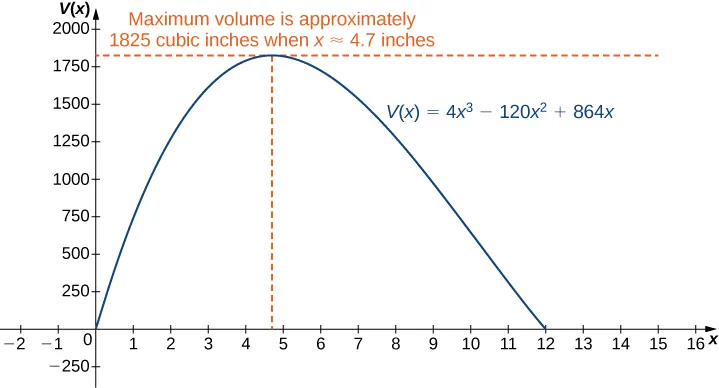 V(x)
Maximum volume is approximately
1825 cubic inches when x ≈ 4.7 inches
V(x) = 4x³ − 120x² + 864x
2000
1750
1500
1250
1000
750
500
250
0
−250
−2 −1 1 2 3 4 5 6 7 8 9 10 11 12 13 14 15 16 x